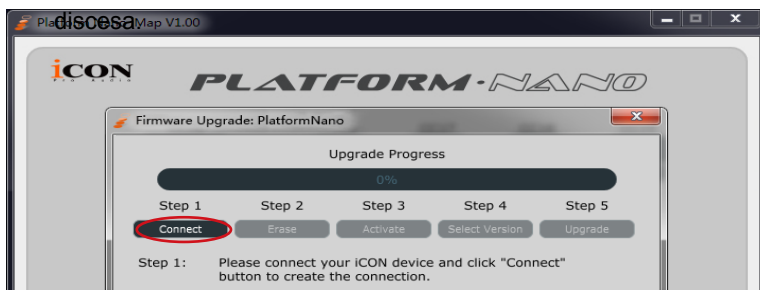 discesa.
Map V1.00
iCON
Pro Audio
PLATFORM·NANO
Firmware Upgrade: PlatformNano
Upgrade Progress
0%
Step 1 Step 2 Step 3 Step 4 Step 5
Connect Erase Activate Select Version Upgrade
Step 1: Please connect your iCON device and click "Connect"
button to create the connection.